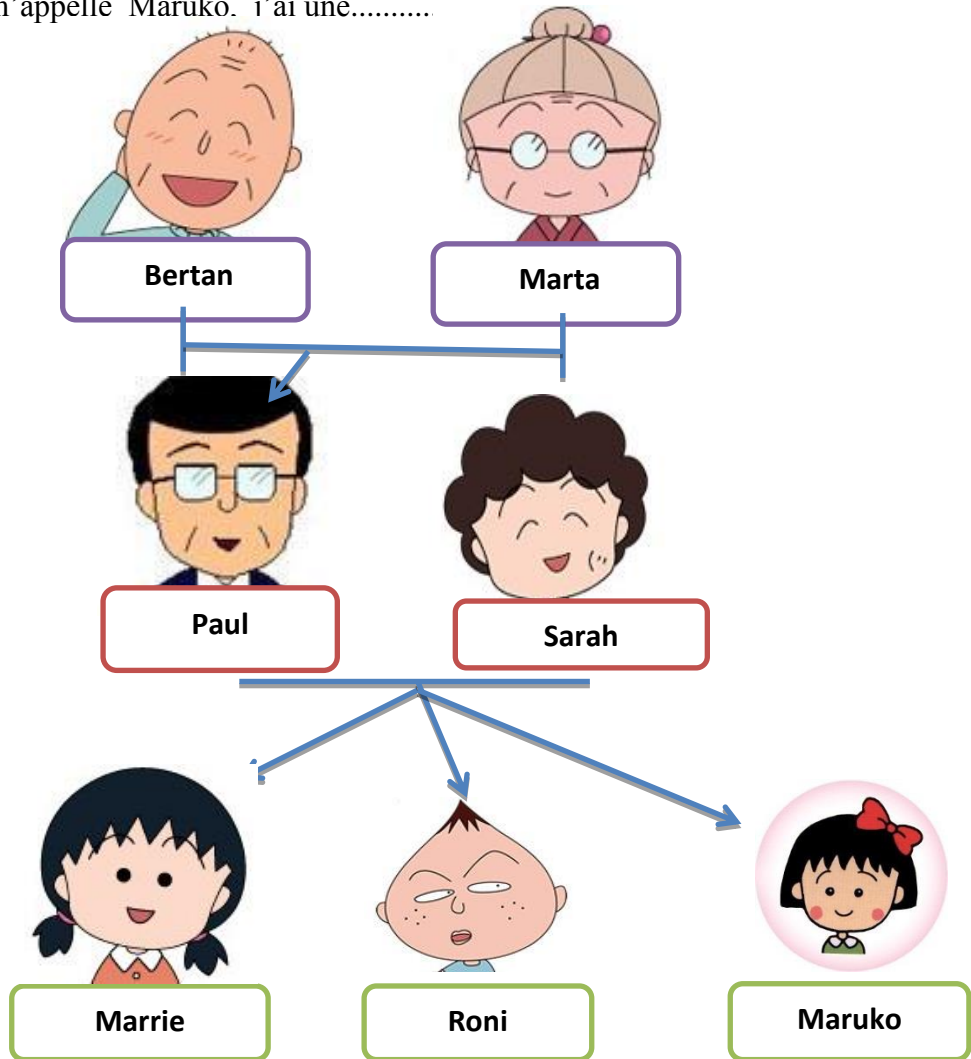 m'appelle Maruko, j'ai une...........
Bertan
Marta
Paul
Sarah
Marrie
Roni
Maruko